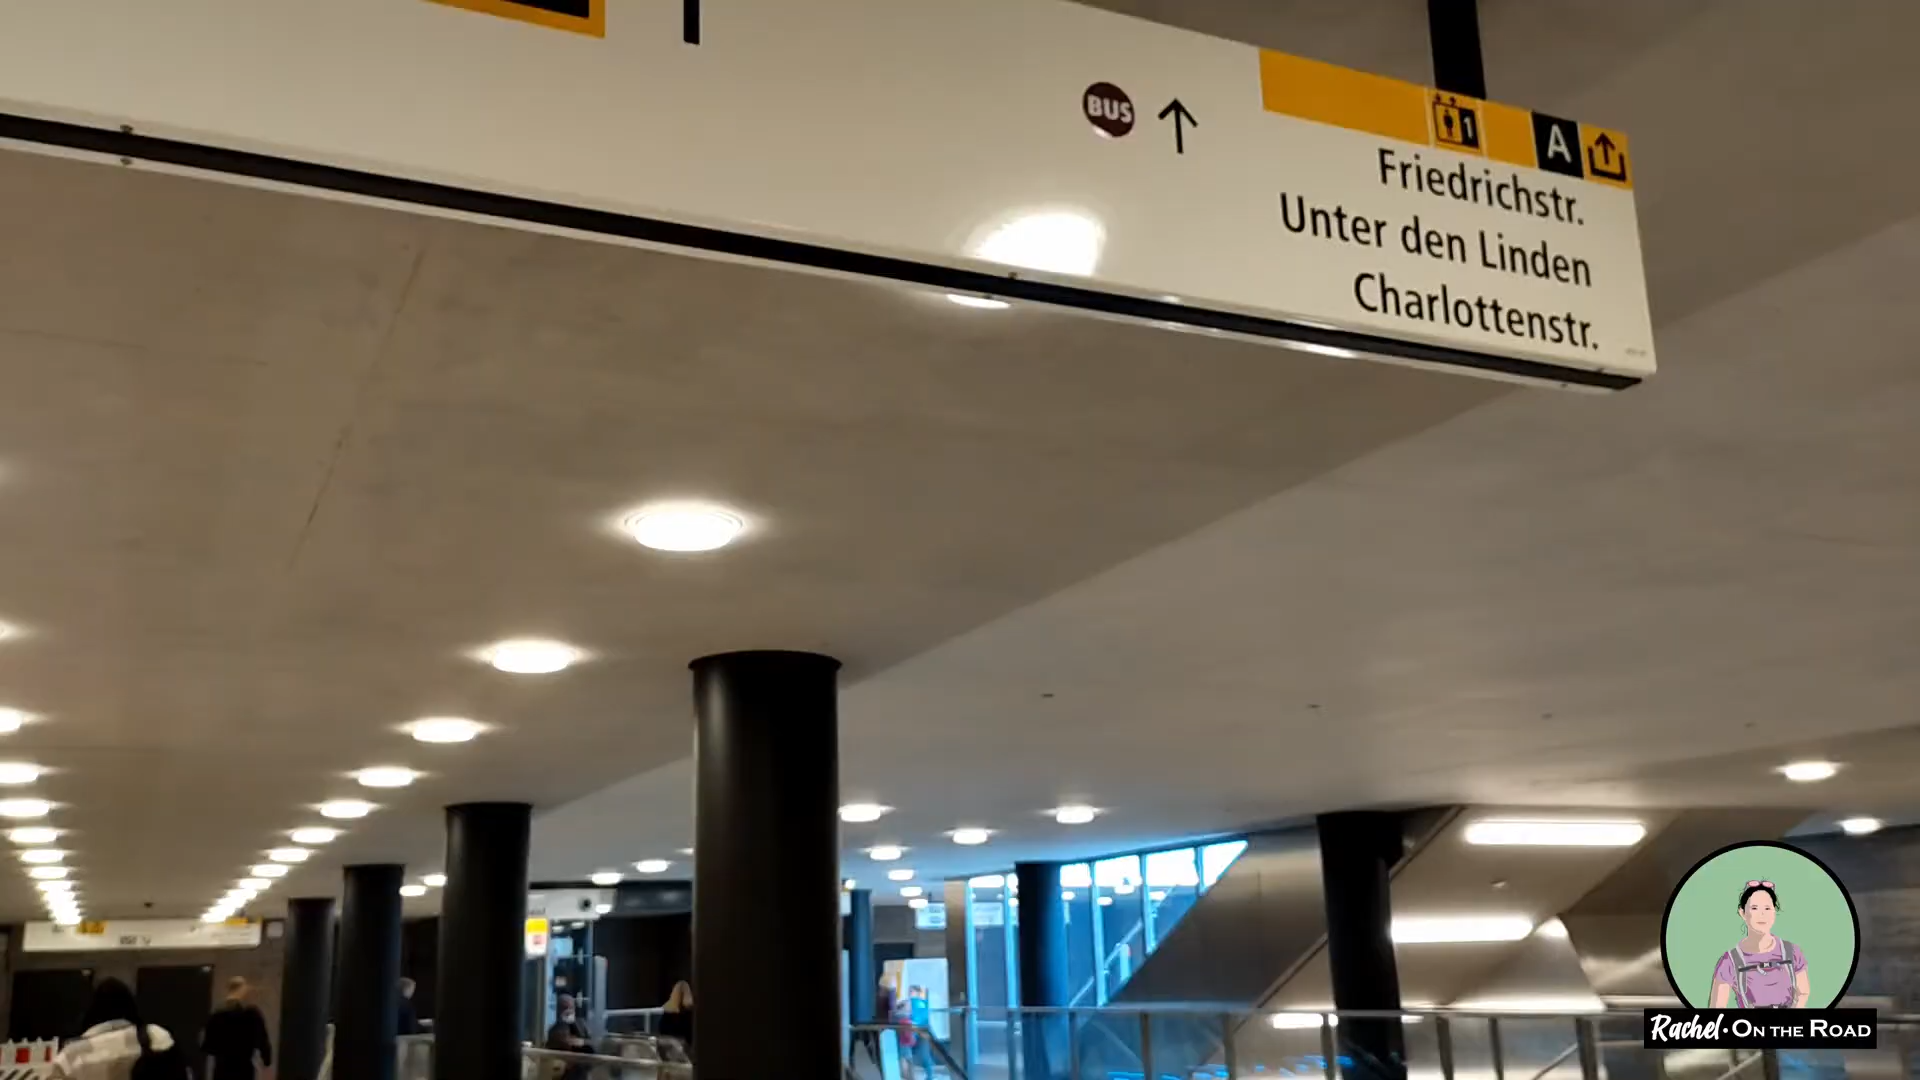 BUS
1 A
Friedrichstr.
Unter den Linden
Charlottenstr.
Rachel · ON THE ROAD